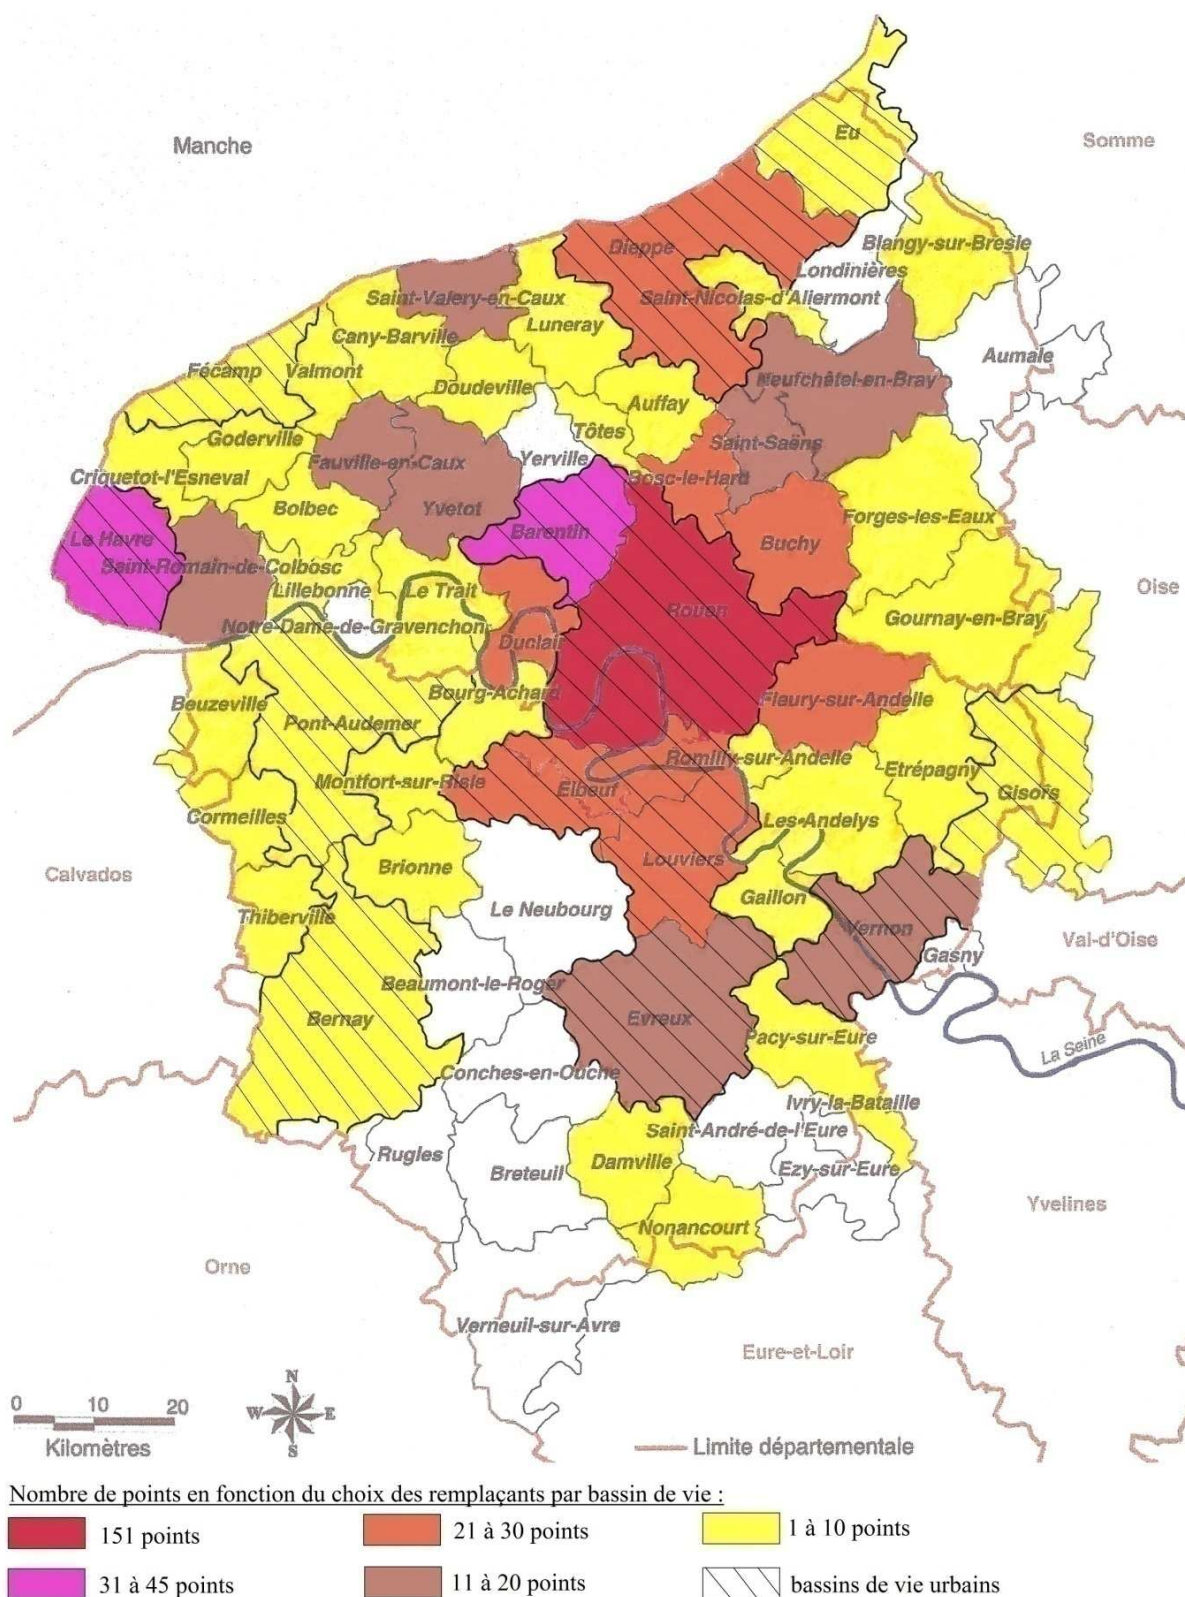 Manche
Somme
Eu
Dieppe
Blangy-sur-Bresle
Londinières
Saint-Nicolas-d'Aliermont
Saint-Valery-en-Caux
Luneray
Cany-Barville
Aumale
Fécamp
Valmont
Doudeville
Neufchâtel-en-Bray
Auffay
Tôtes
Goderville
Fauville-en-Caux
Yerville
Saint-Saëns
Bosc-le-Hard
Criquetot-l'Esneval
Bolbec
Yvetot
Barentin
Buchy
Forges-les-Eaux
Le Havre
Saint-Romain-de-Colbosc
Lillebonne
Le Trait
Rouen
Oise
Notre-Dame-de-Gravenchon
Duclair
Gournay-en-Bray
Beuzeville
Pont-Audemer
Bourg-Achard
Fleury-sur-Andelle
Montfort-sur-Risle
Elbeuf
Romilly-sur-Andelle
Etrépagny
Gisors
Cormeilles
Les Andelys
Calvados
Brionne
Louviers
Thiberville
Le Neubourg
Gaillon
Vernon
Gasny
Val-d'Oise
Beaumont-le-Roger
Bernay
Evreux
Pacy-sur-Eure
La Seine
Conches-en-Ouche
Ivry-la-Bataille
Saint-André-de-l'Eure
Rugles
Breteuil
Damville
Ezy-sur-Eure
Yvelines
Nonancourt
Orne
Verneuil-sur-Avre
Eure-et-Loir
0 10 20
Kilomètres
N
W E
S
Limite départementale
Nombre de points en fonction du choix des remplaçants par bassin de vie :
151 points
21 à 30 points
1 à 10 points
31 à 45 points
11 à 20 points
bassins de vie urbains